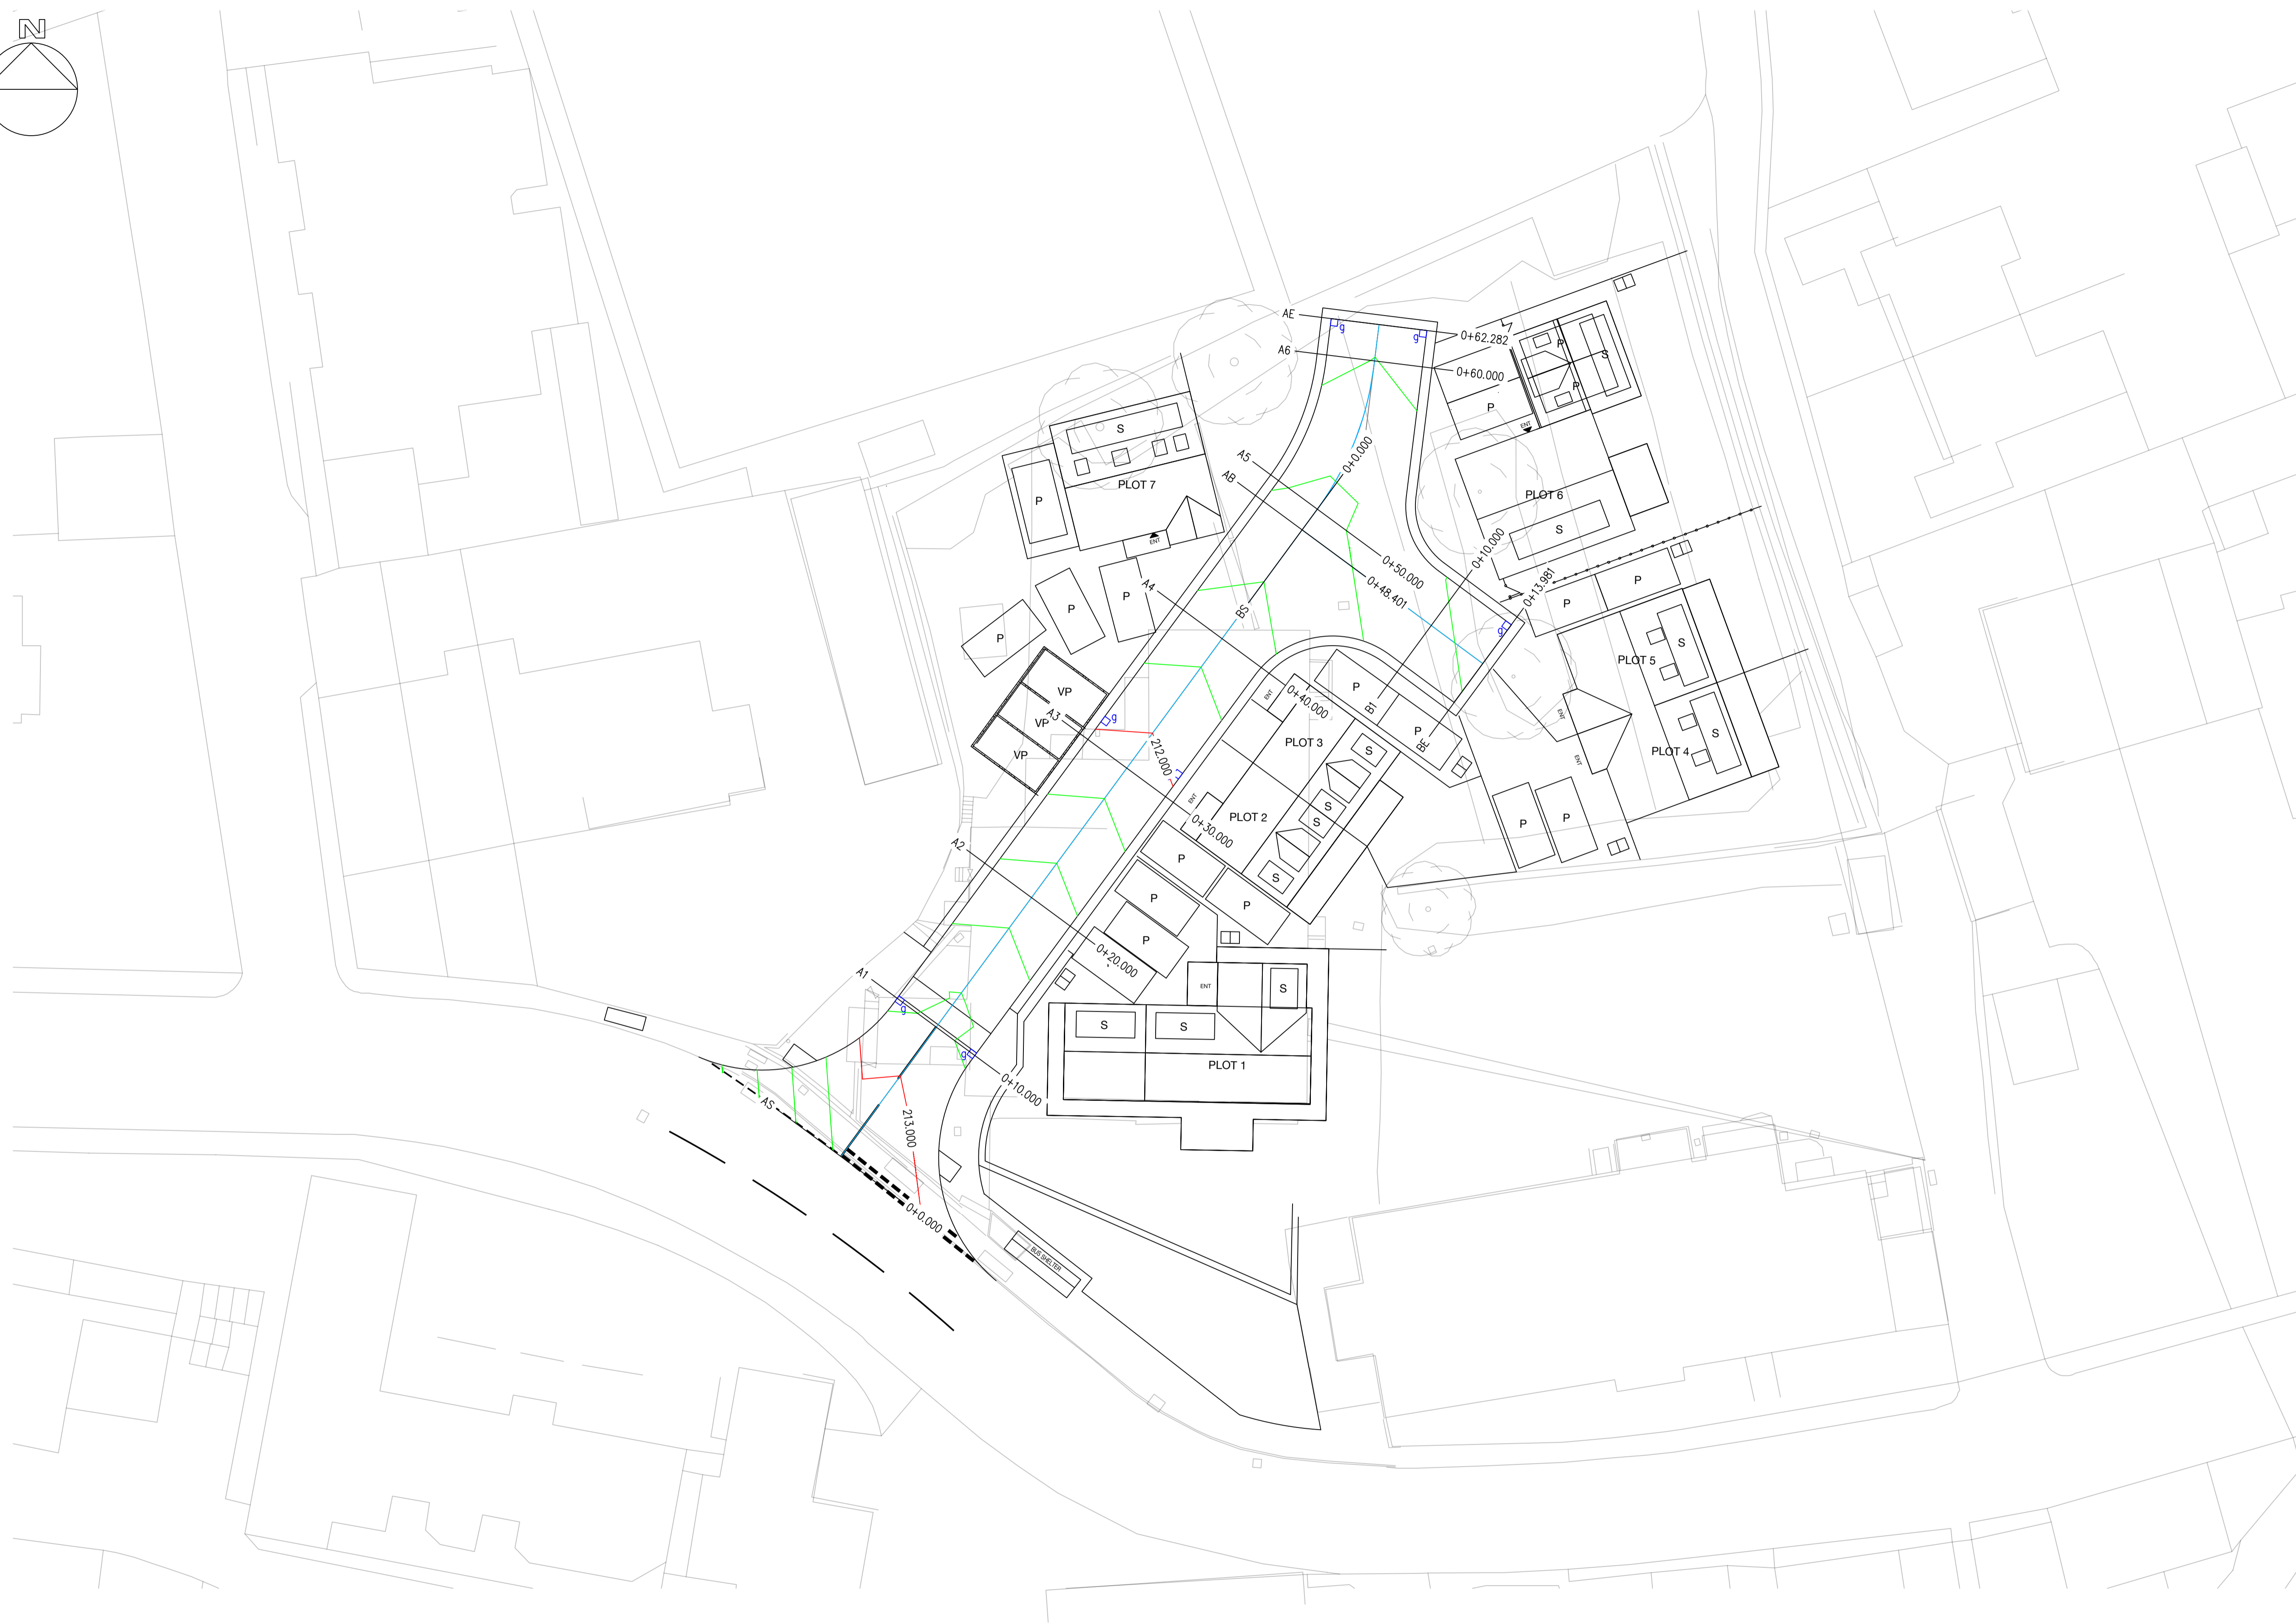 N
AE
g
g
0+62.282
P
S
A6
0+60.000
P
P
ENT
S
0+0.000
A5
AB
PLOT 7
P
PLOT 6
S
ENT
0+10.000
0+50.000
0+48.401
0+13.981
P
P
A4
P
P
P
BS
g
S
PLOT 5
VP
VP
VP
A3
g
ENT
0+40.000
P
B1
P
BE
ENT
S
PLOT 4
ENT
212.000
PLOT 3
S
ENT
PLOT 2
S
S
0+30.000
S
P
P
A2
P
P
P
P
0+20.000
A1
g
ENT
S
S
S
g
PLOT 1
0+10.000
AS
213.000
0+0.000
BUS SHELTER